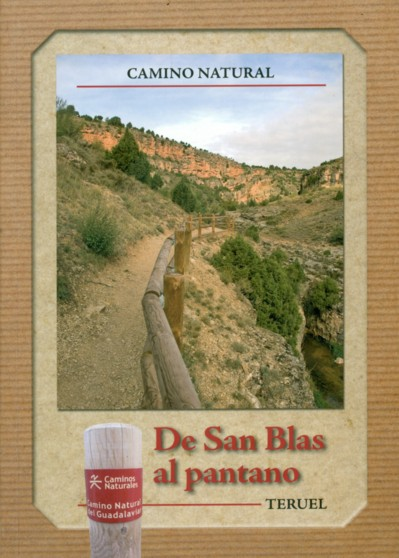 CAMINO NATURAL
De San Blas
al pantano
TERUEL
Caminos
Naturales
Camino Natural
del Guadalaviar